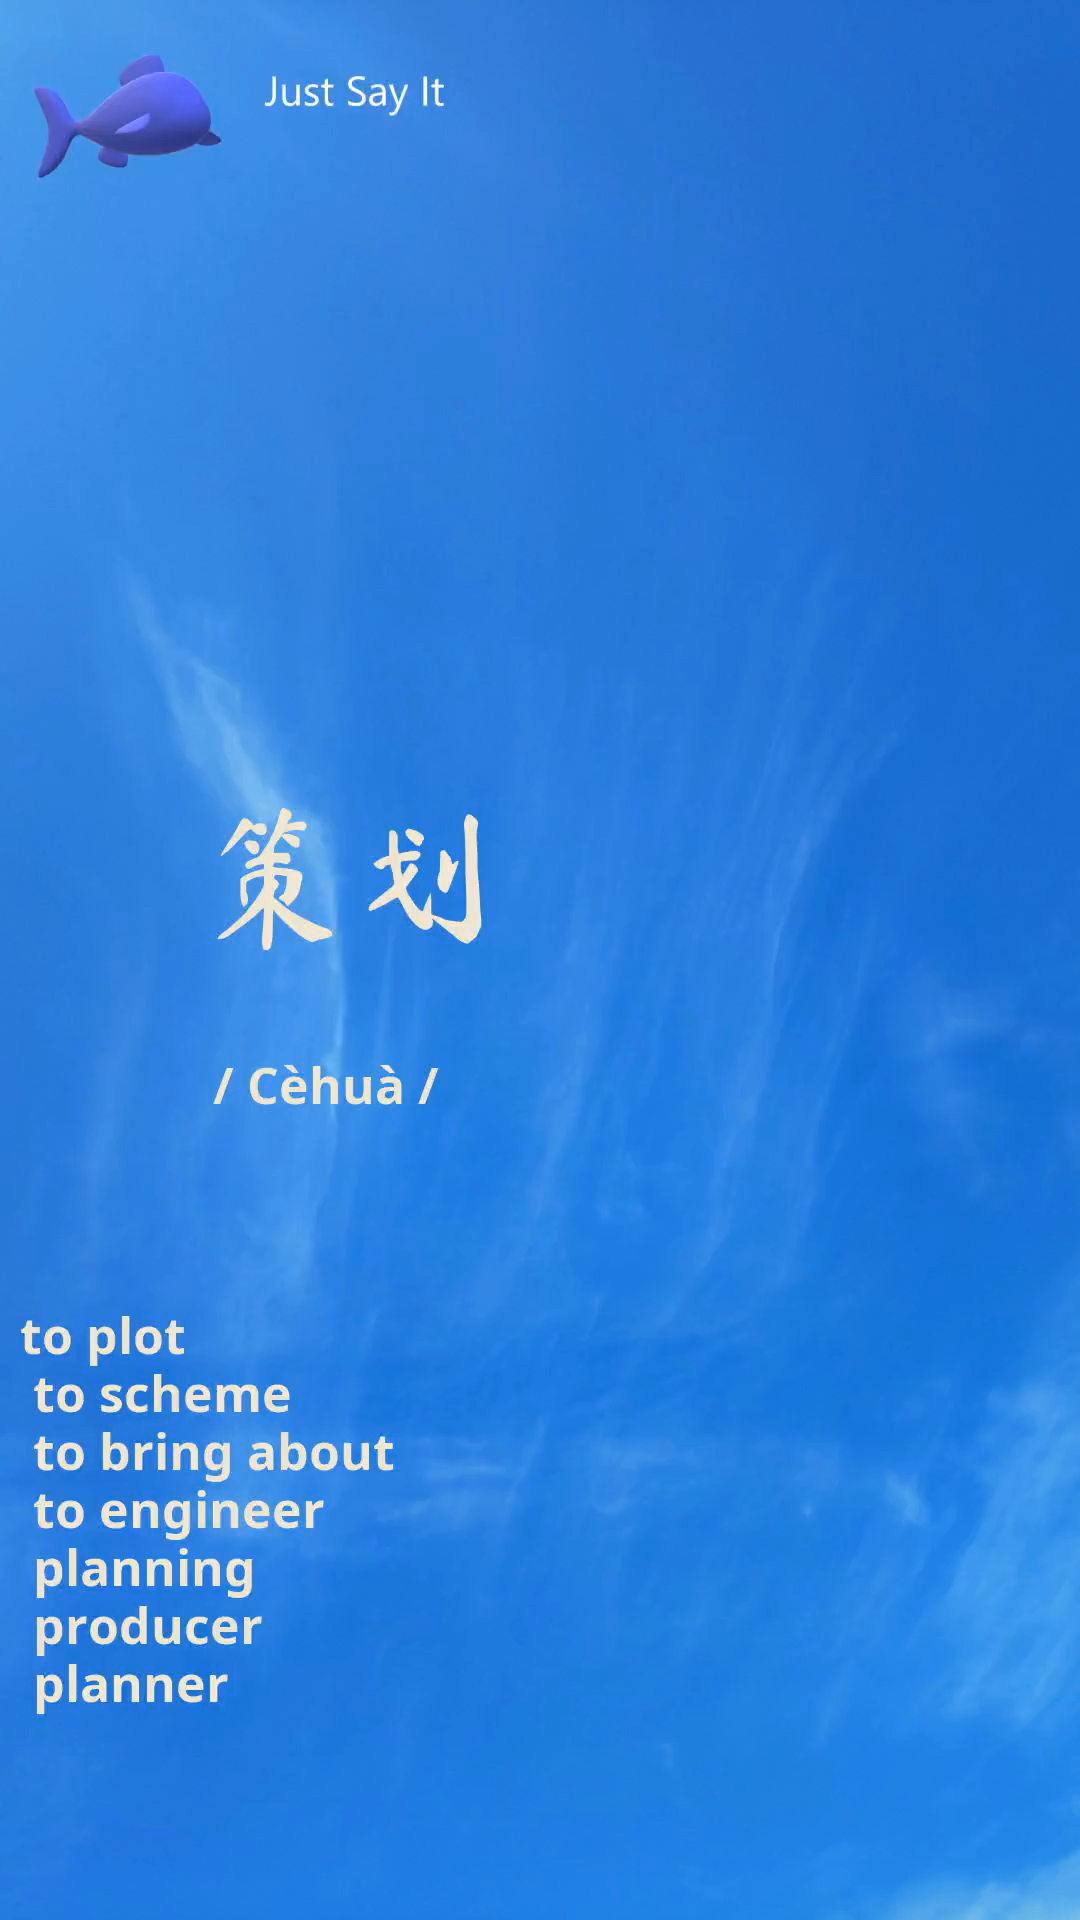 Just Say It
策划
/ Cèhuà /
to plot
to scheme
to bring about
to engineer
planning
producer
planner